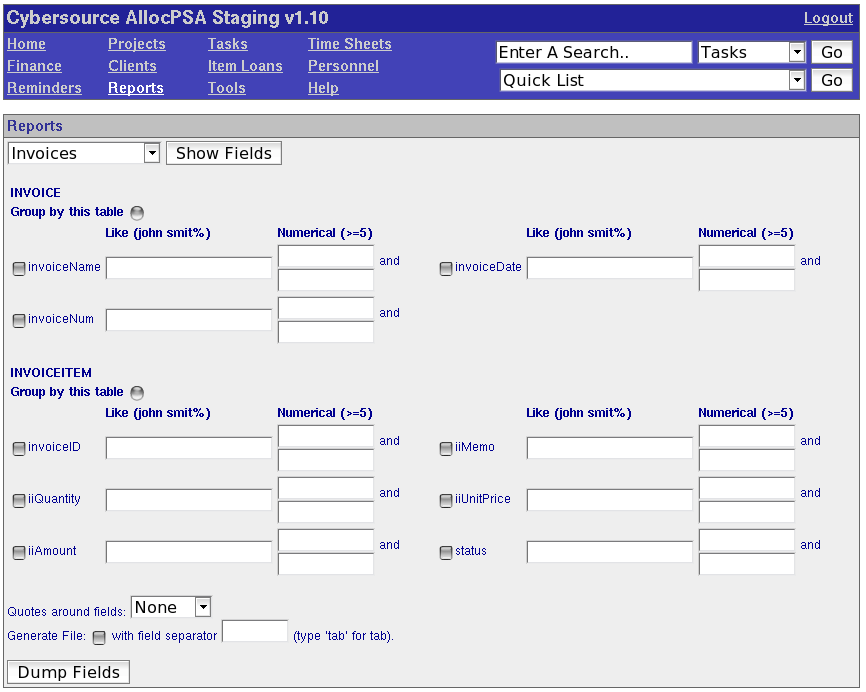 Cybersource AllocPSA Staging v1.10 Logout
Home Projects Tasks Time Sheets
Enter A Search.. Tasks Go
Finance Clients Item Loans Personnel
Quick List Go
Reminders Reports Tools Help
Reports
Invoices Show Fields
INVOICE
Group by this table
Like (john smit%) Numerical (>=5) Like (john smit%) Numerical (>=5)
invoiceName and invoiceDate and
invoiceNum and
INVOICEITEM
Group by this table
Like (john smit%) Numerical (>=5) Like (john smit%) Numerical (>=5)
invoiceID and iiMemo and
iiQuantity and iiUnitPrice and
iiAmount and status and
Quotes around fields: None
Generate File: with field separator (type 'tab' for tab).
Dump Fields